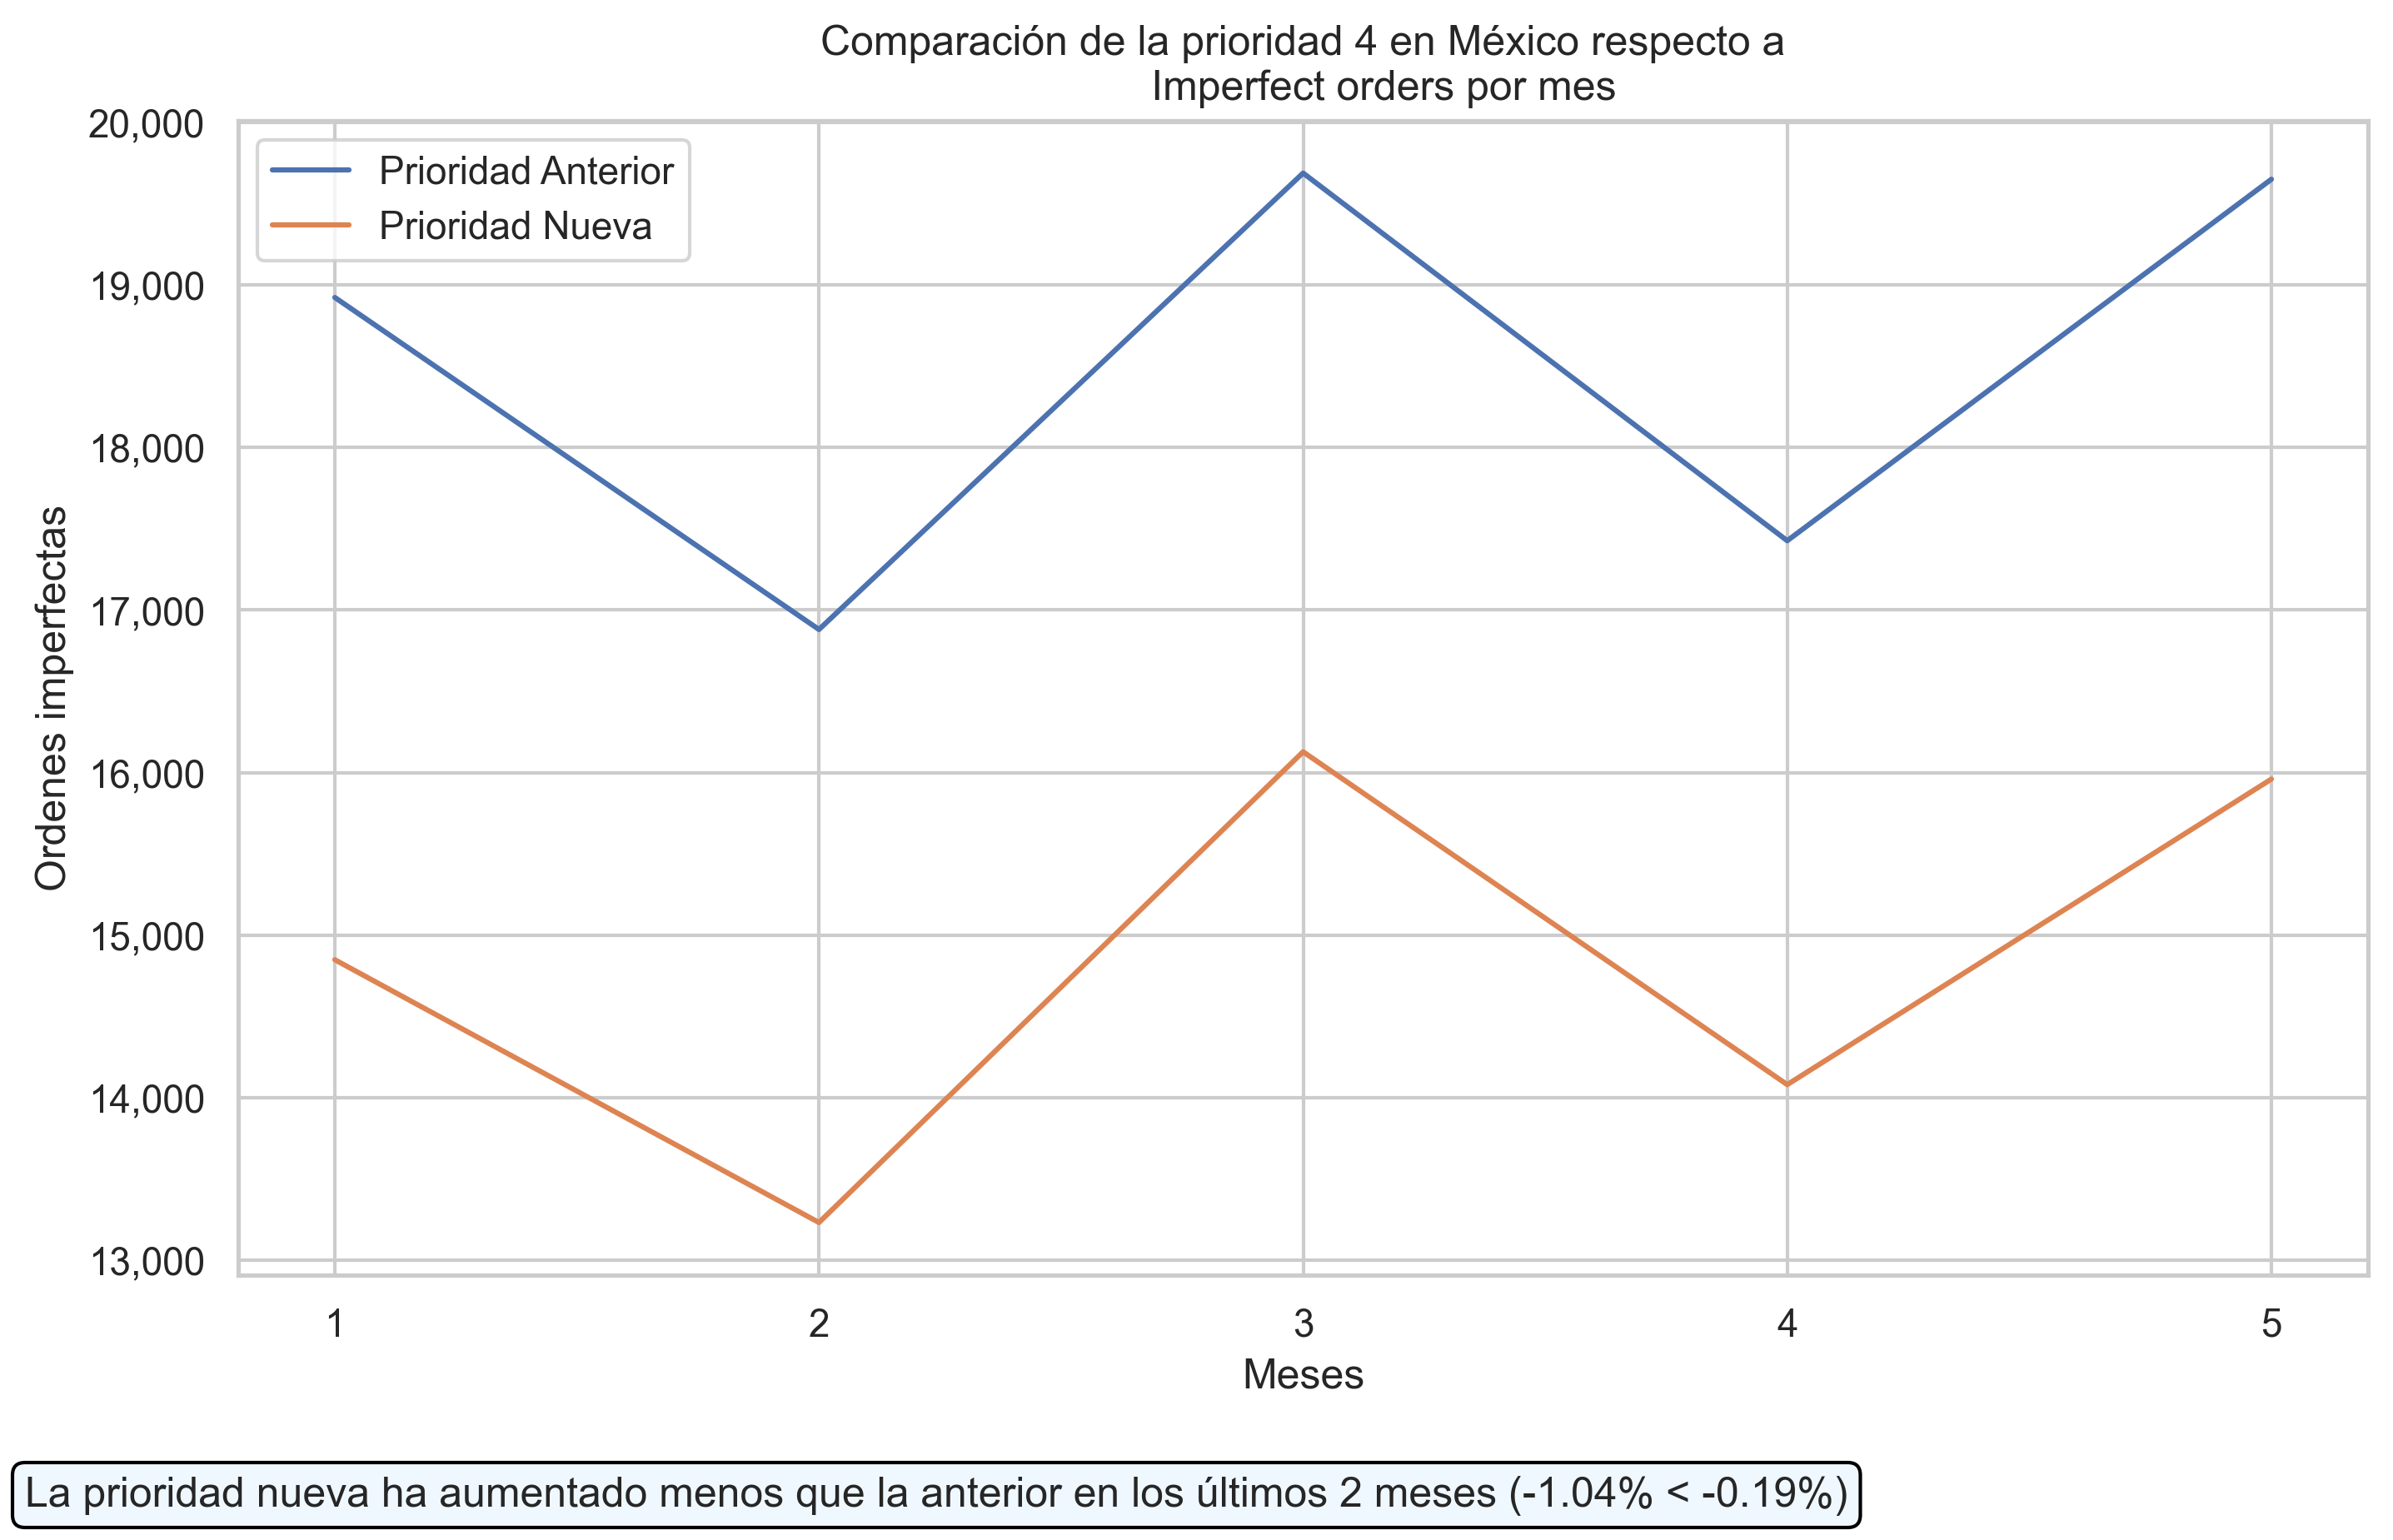 Comparación de la prioridad 4 en México respecto a
Imperfect orders por mes
20,000
19,000
18,000
17,000
16,000
15,000
14,000
13,000
Ordenes imperfectas
Prioridad Anterior
Prioridad Nueva
1 2 3 4 5
Meses
La prioridad nueva ha aumentado menos que la anterior en los últimos 2 meses (-1.04% < -0.19%)